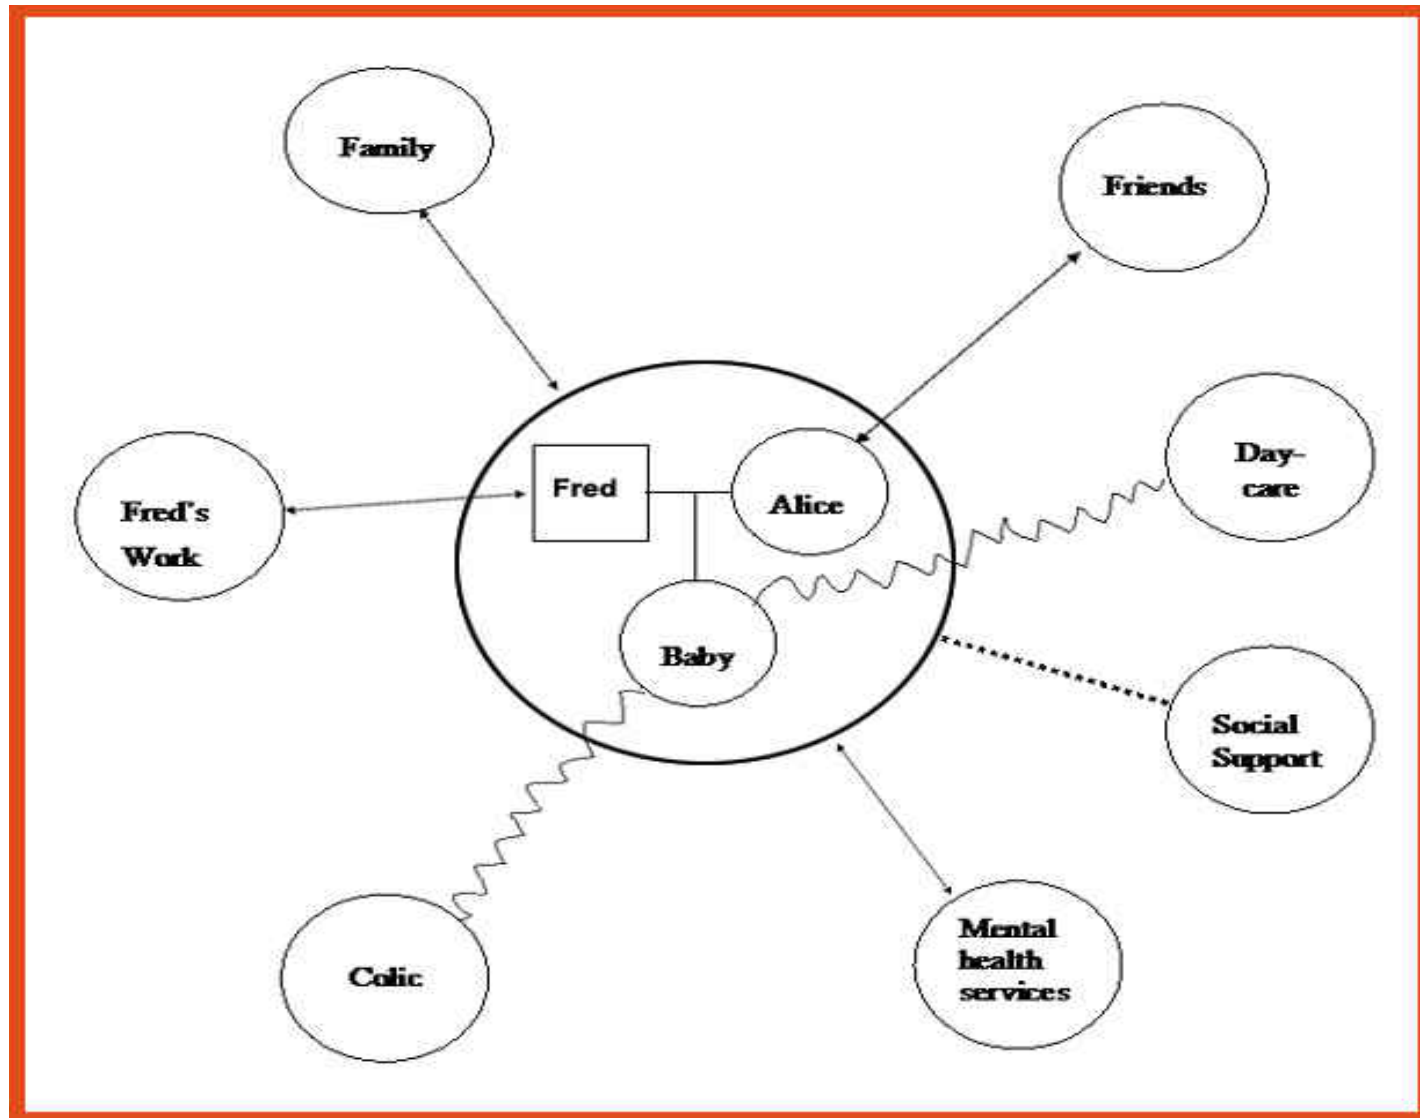 Family
Friends
Day-
care
Fred
Alice
Fred's
Work
Baby
Social
Support
Mental
health
services
Colic